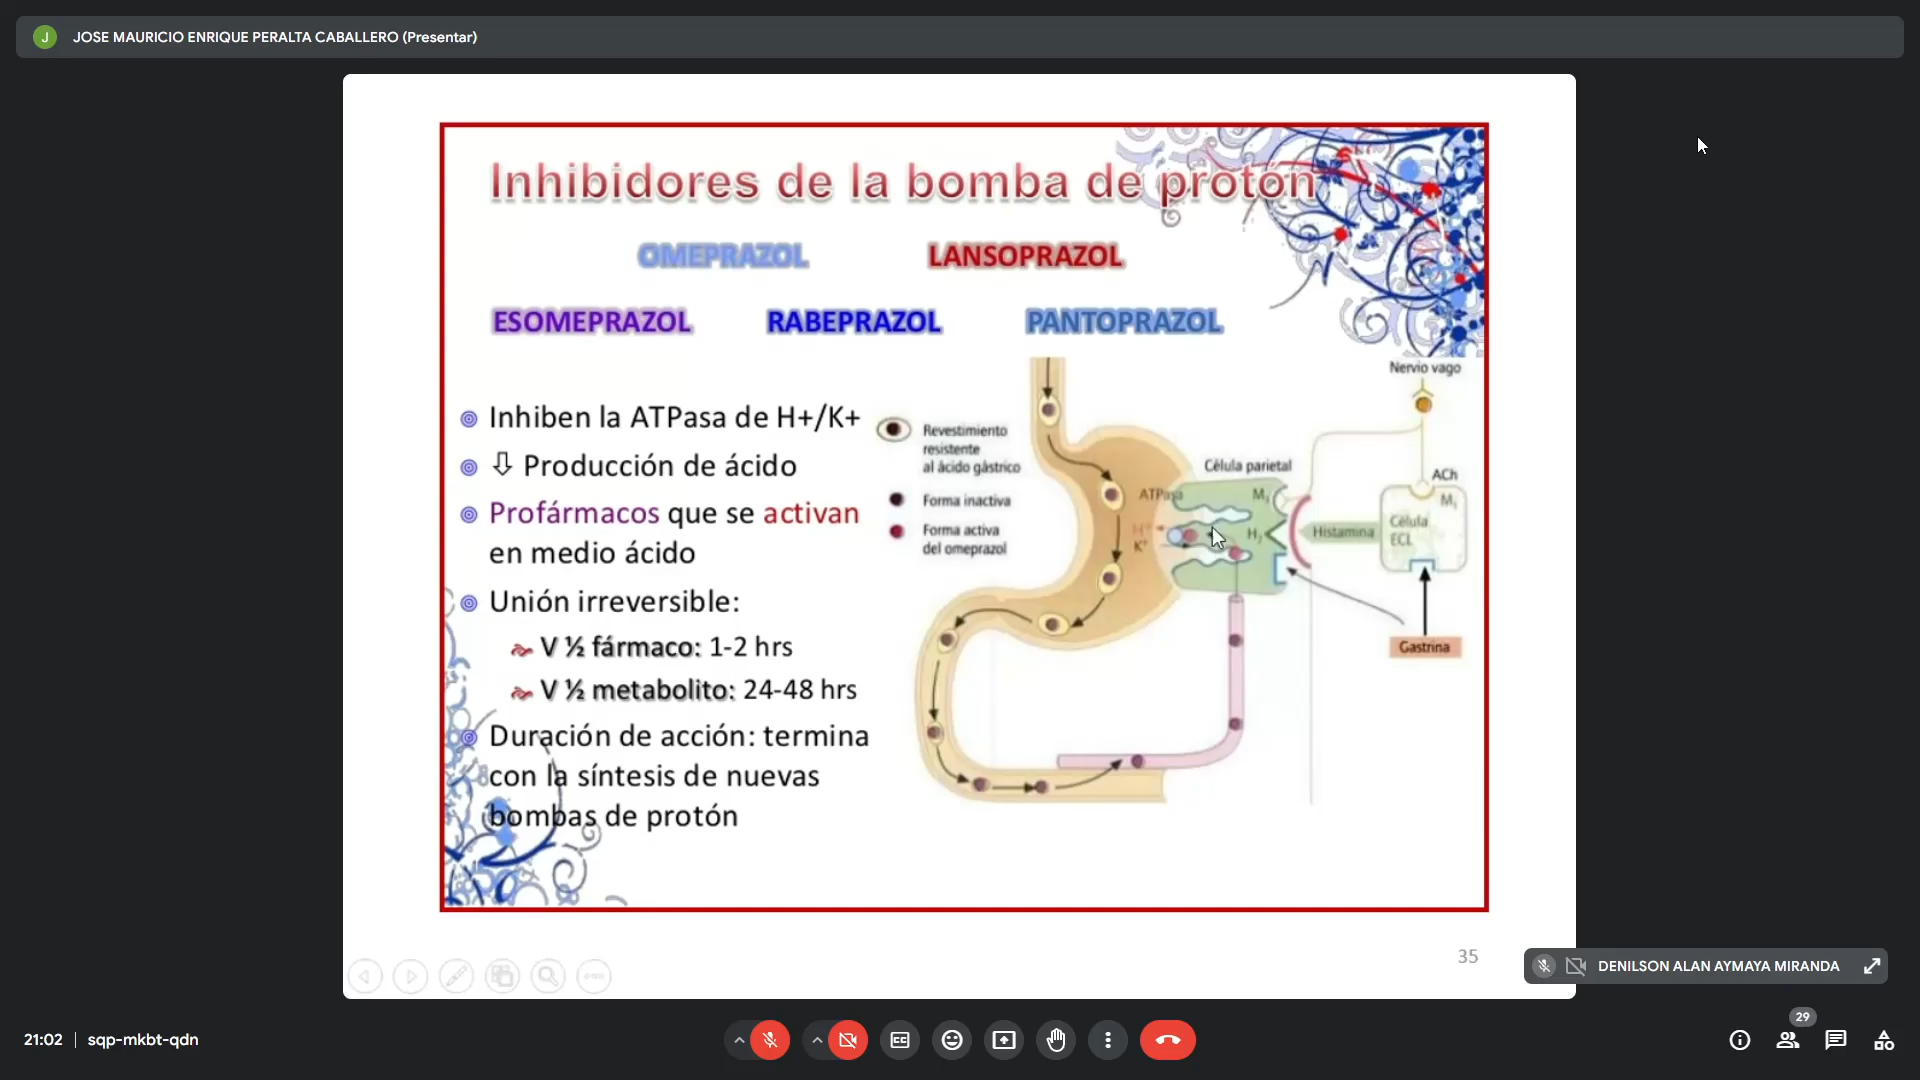 J JOSE MAURICIO ENRIQUE PERALTA CABALLERO (Presentar)
Inhibidores de la bomba de protón
OMEPRAZOL LANSOPRAZOL
ESOMEPRAZOL RABEPRAZOL PANTOPRAZOL
Inhiben la ATPasa de H+/K+
⇩ Producción de ácido
Profármacos que se activan
en medio ácido
Unión irreversible:
V ½ fármaco: 1-2 hrs
V ½ metabolito: 24-48 hrs
Duración de acción: termina
con la síntesis de nuevas
bombas de protón
Revestimiento
resistente
al ácido gástrico
Forma inactiva
Forma activa
del omeprazol
Célula parietal
ATPasa
H+
K+
M3
H2
Histamina
Nervio vago
ACh
M1
Célula
ECL
Gastrina
35
DENILSON ALAN AYMAYA MIRANDA
21:02 | sqp-mkbt-qdn
29